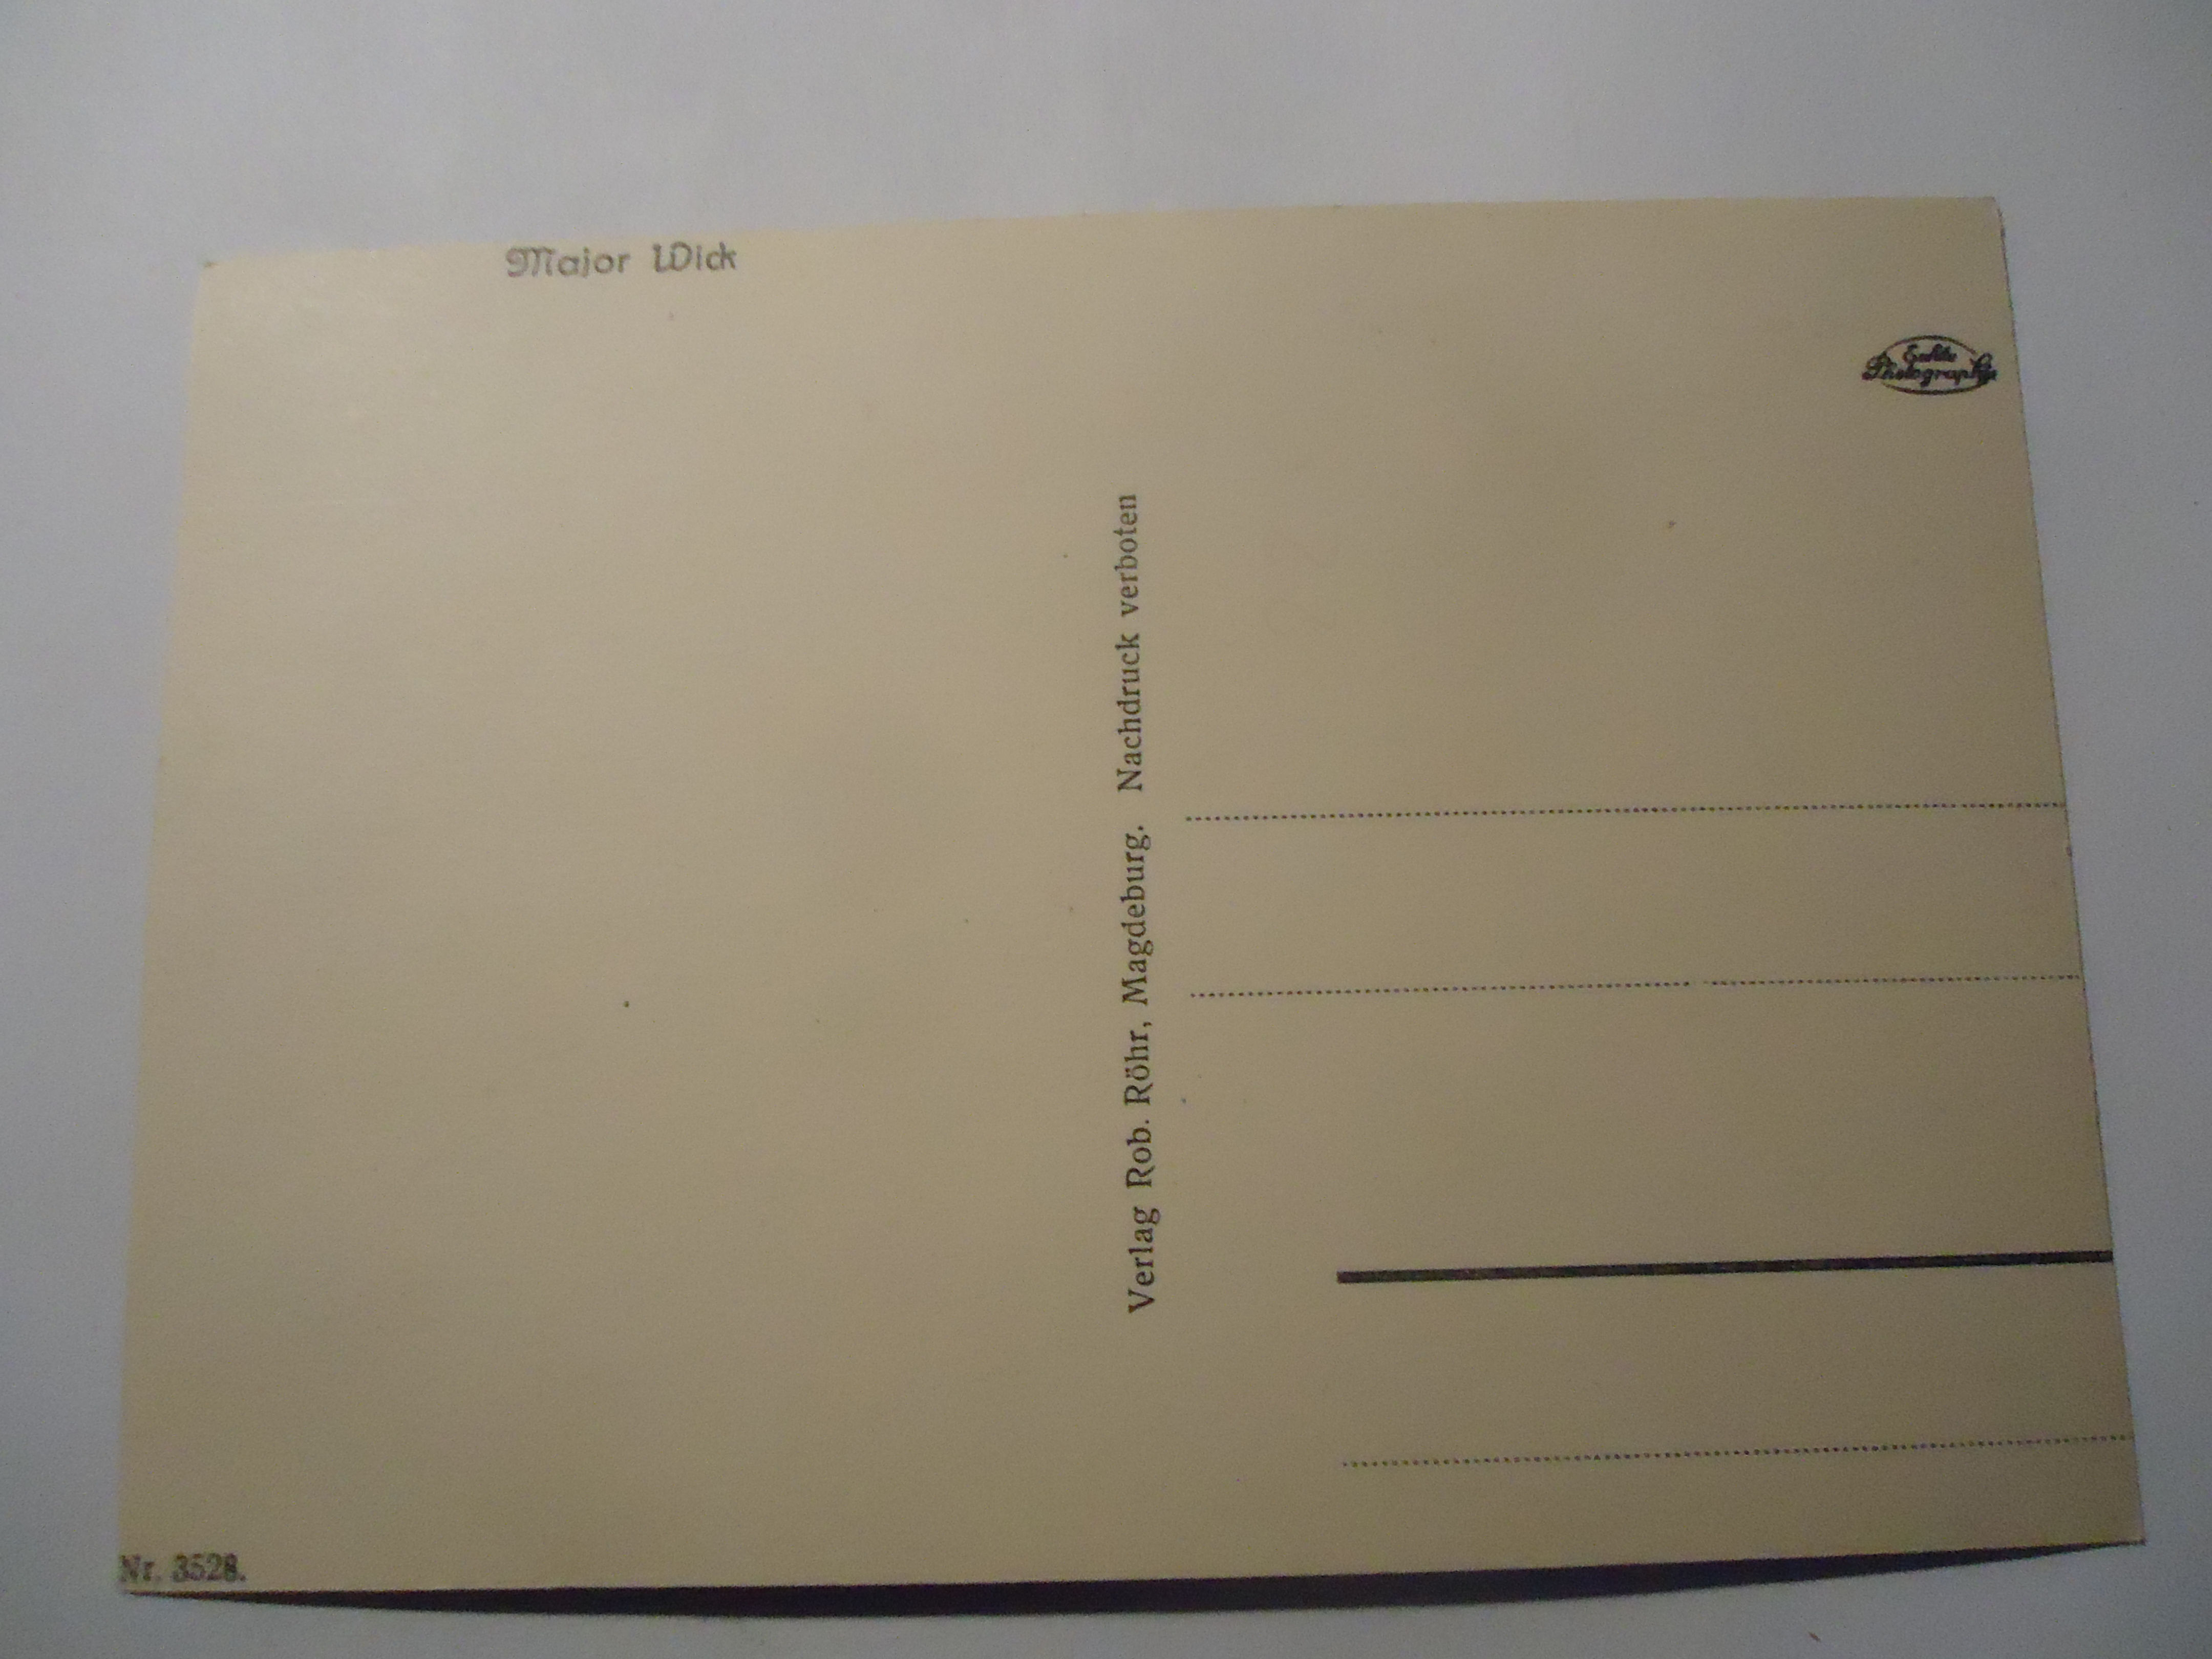 Major Wick
Echte
Photographie
Verlag Rob. Röhr, Magdeburg. Nachdruck verboten
Nr. 3528.